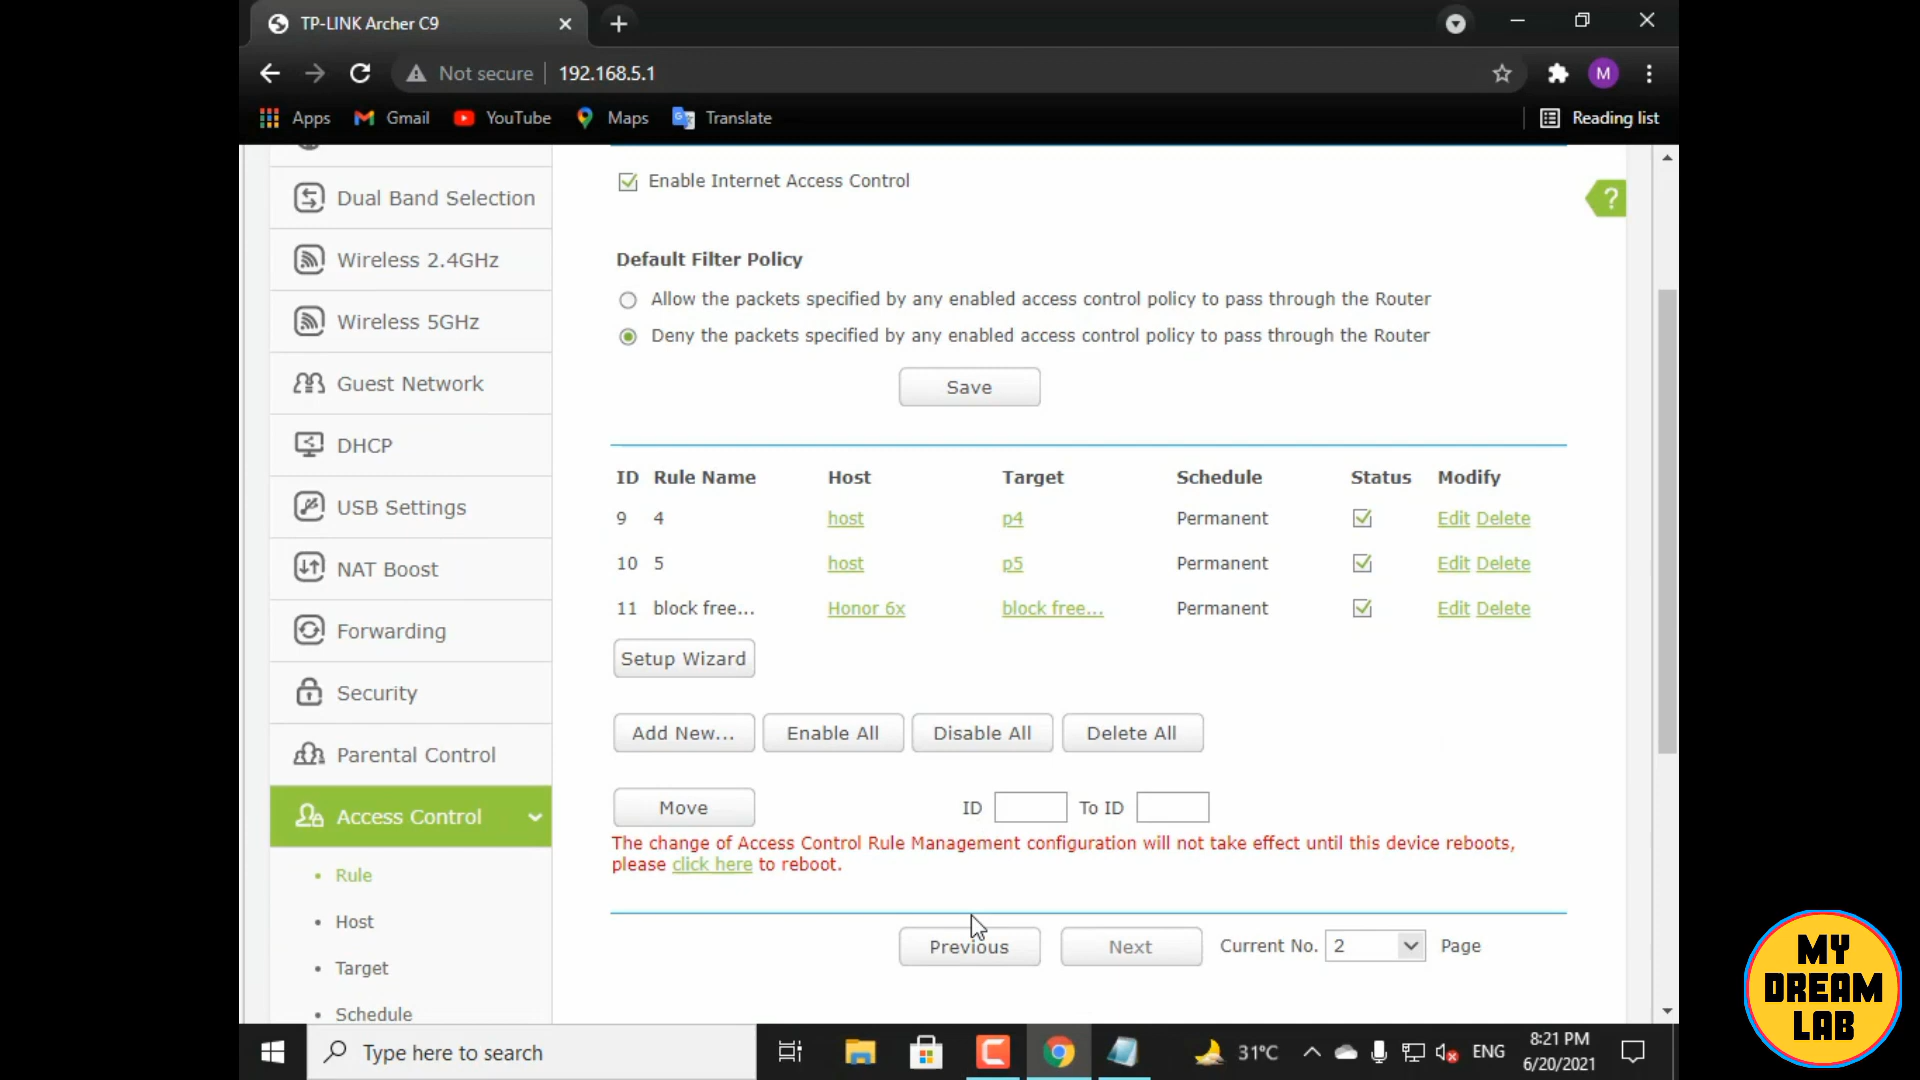 TP-LINK Archer C9
Not secure 192.168.5.1
M
Apps Gmail YouTube Maps Translate Reading list
Dual Band Selection
Wireless 2.4GHz
Wireless 5GHz
Guest Network
DHCP
USB Settings
NAT Boost
Forwarding
Security
Parental Control
Access Control
Rule
Host
Target
Schedule
Enable Internet Access Control
?
Default Filter Policy
Allow the packets specified by any enabled access control policy to pass through the Router
Deny the packets specified by any enabled access control policy to pass through the Router
Save
ID Rule Name Host Target Schedule Status Modify
9 4 host p4 Permanent Edit Delete
10 5 host p5 Permanent Edit Delete
11 block free... Honor 6x block free... Permanent Edit Delete
Setup Wizard
Add New... Enable All Disable All Delete All
Move ID To ID
The change of Access Control Rule Management configuration will not take effect until this device reboots,
please click here to reboot.
Previous Next Current No. 2 Page
Type here to search
31°C ENG
8:21 PM
6/20/2021
MY
DREAM
LAB